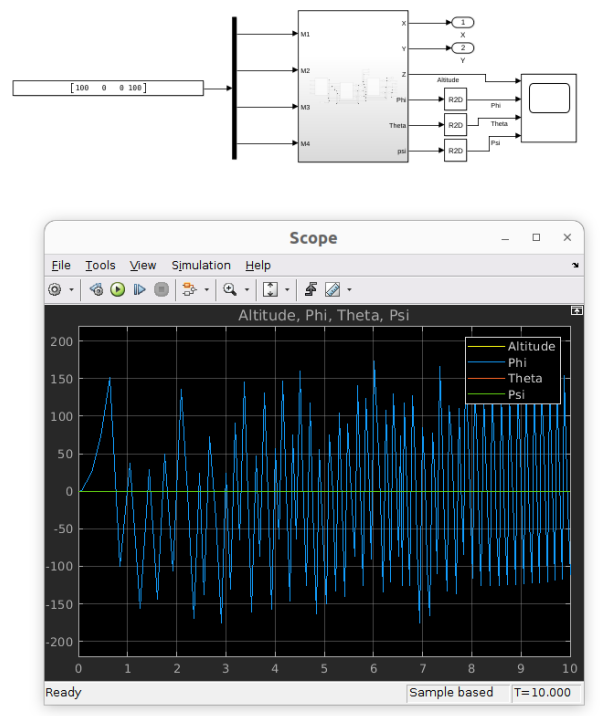 [100 0 0 100]
M1
M2
M3
M4
X
Y
Z
Phi
Theta
psi
1
X
2
Y
Altitude
R2D
Phi
R2D
Theta
R2D
Psi
Scope
File Tools View Simulation Help
Altitude, Phi, Theta, Psi
Altitude
Phi
Theta
Psi
200
150
100
50
0
-50
-100
-150
-200
0 1 2 3 4 5 6 7 8 9 10
Ready Sample based T=10.000